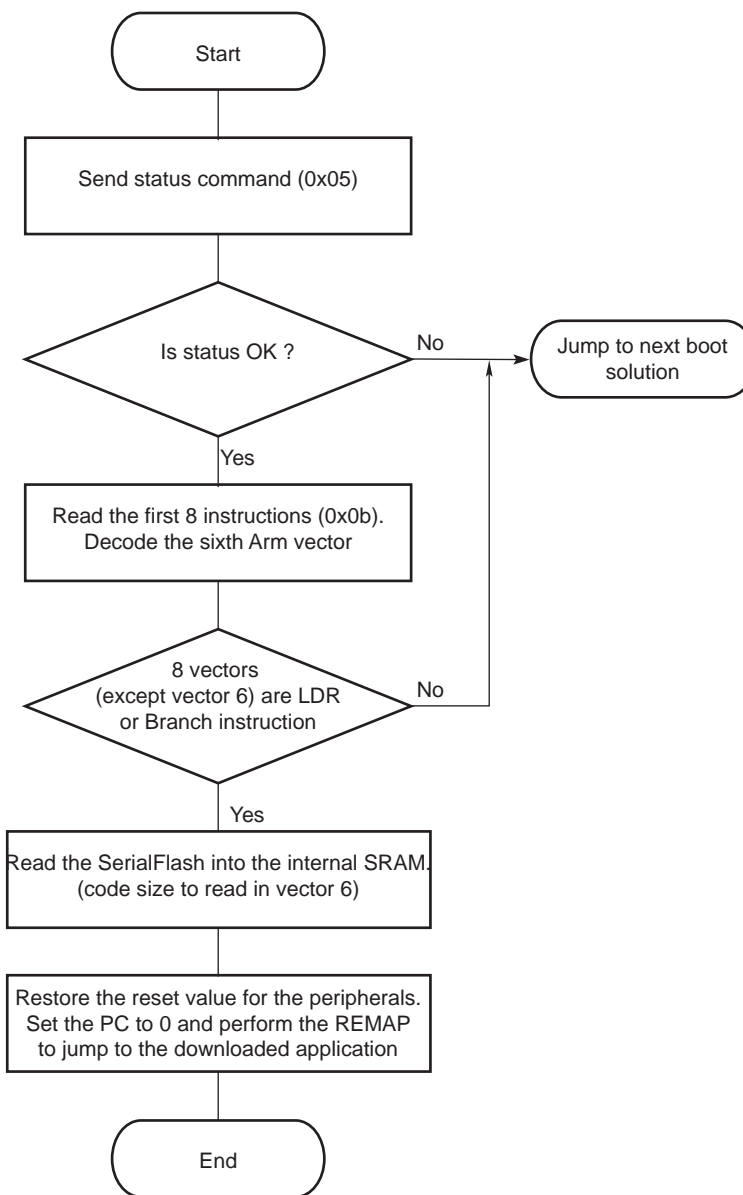 Start
Send status command (0x05)
Is status OK ?
No
Jump to next boot
solution
Yes
Read the first 8 instructions (0x0b).
Decode the sixth Arm vector
8 vectors
(except vector 6) are LDR
or Branch instruction
No
Yes
Read the SerialFlash into the internal SRAM.
(code size to read in vector 6)
Restore the reset value for the peripherals.
Set the PC to 0 and perform the REMAP
to jump to the downloaded application
End